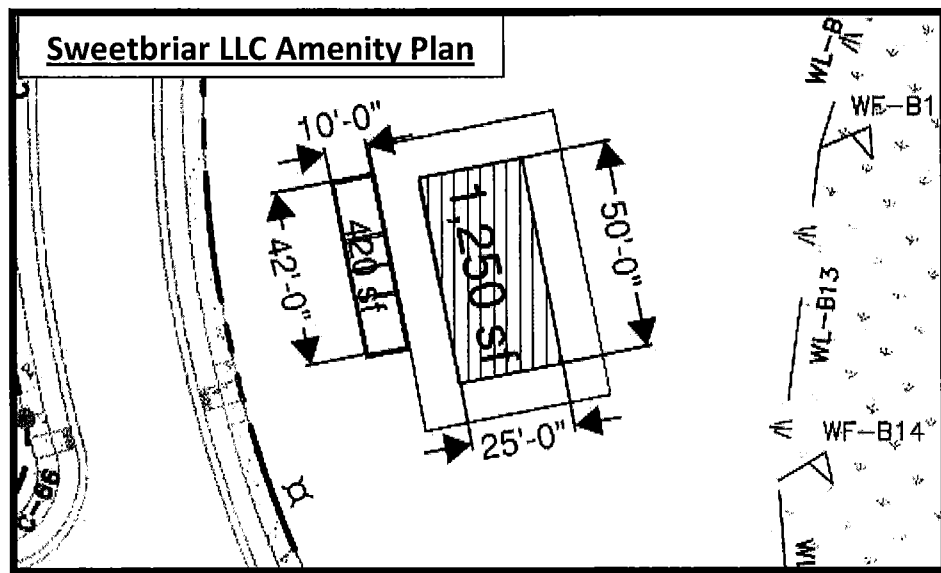 Sweetbriar LLC Amenity Plan
WL-B
WF-B1
10'-0"
42'-0"
420 sf
1,250 sf
50'-0"
WL-B13
25'-0"
WF-B14
C-66